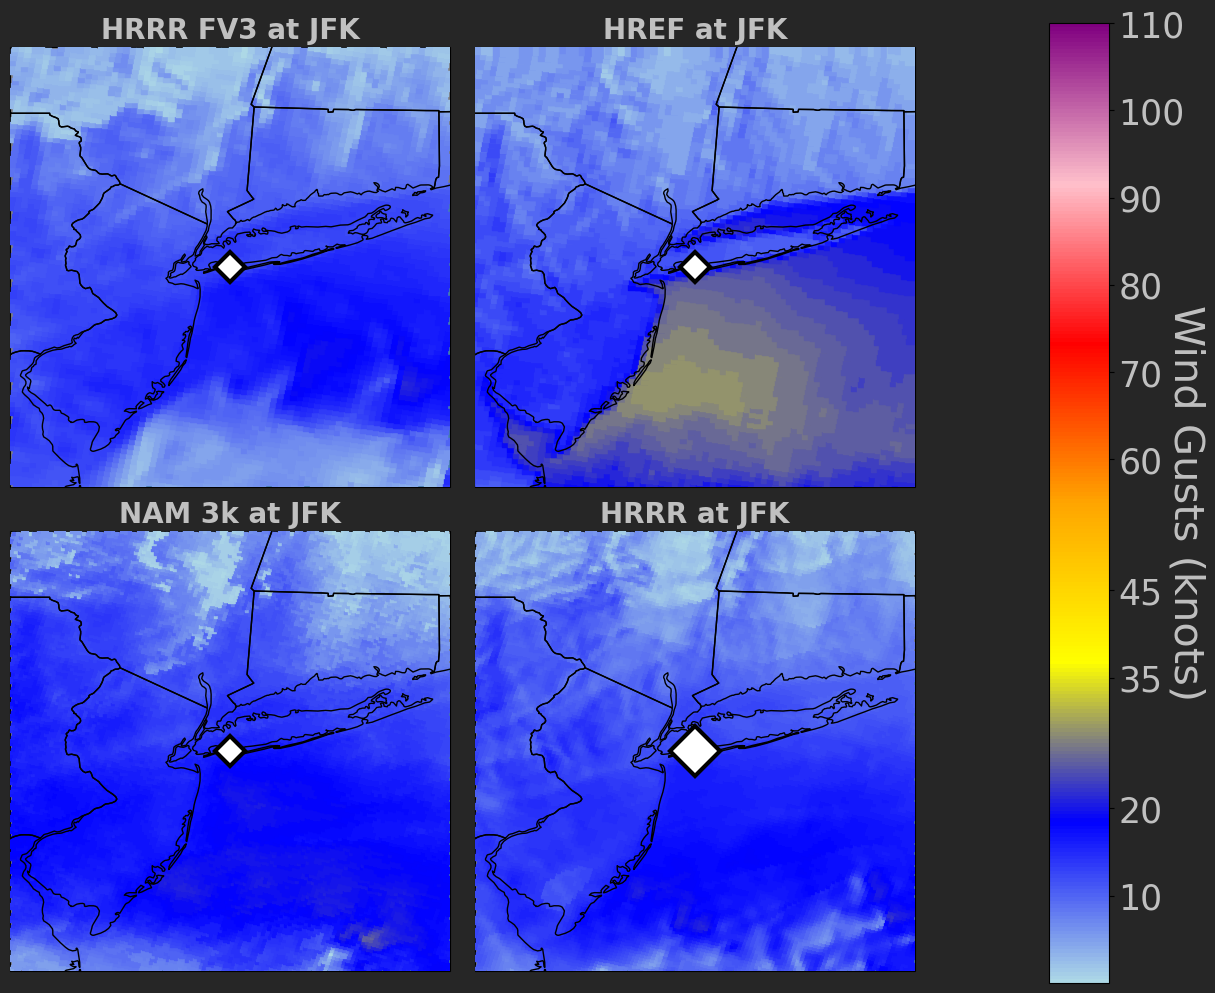 HRRR FV3 at JFK
HREF at JFK
NAM 3k at JFK
HRRR at JFK
110
100
90
80
70
60
45
35
20
10
Wind Gusts (knots)